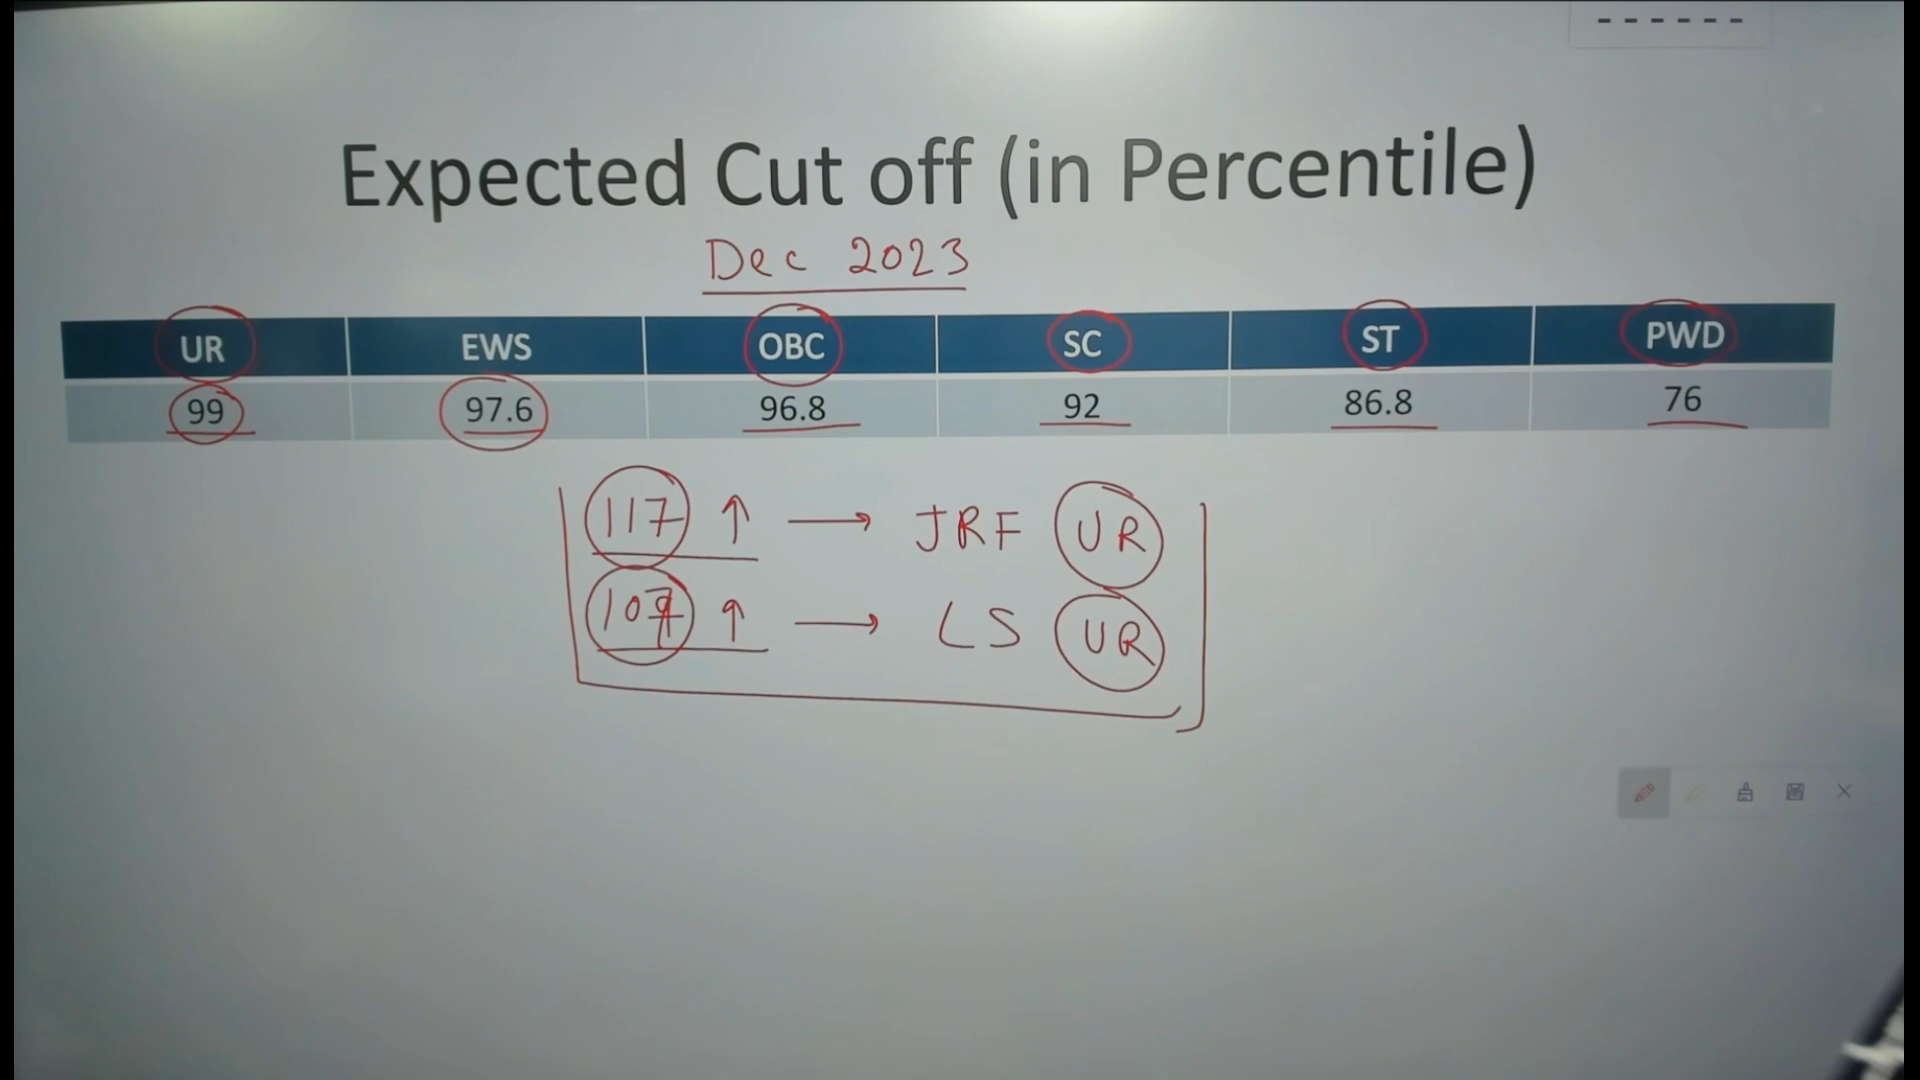 ------
Expected Cut off (in Percentile)
Dec 2023
UR EWS OBC SC ST PWD
99 97.6 96.8 92 86.8 76
117 ↑ → JRF UR
↑ → LS UR